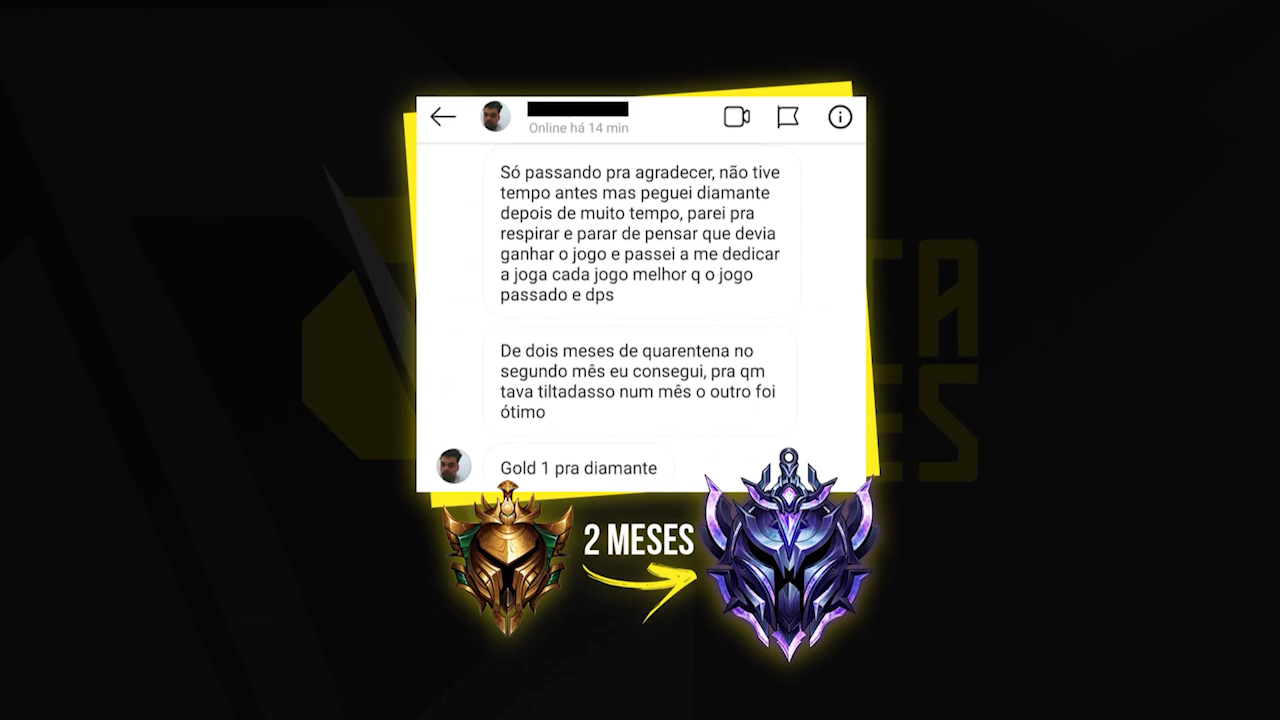 Online há 14 min
Só passando pra agradecer, não tive
tempo antes mas peguei diamante
depois de muito tempo, parei pra
respirar e parar de pensar que devia
ganhar o jogo e passei a me dedicar
a joga cada jogo melhor q o jogo
passado e dps
De dois meses de quarentena no
segundo mês eu consegui, pra qm
tava tiltadasso num mês o outro foi
ótimo
Gold 1 pra diamante
2 MESES